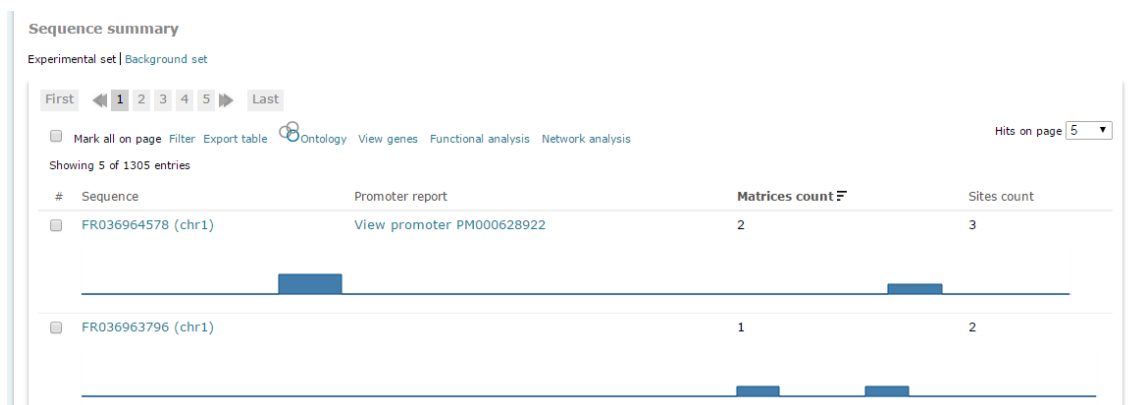 Sequence summary
Experimental set | Background set
First 1 2 3 4 5 Last
Mark all on page Filter Export table Ontology View genes Functional analysis Network analysis Hits on page 5
Showing 5 of 1305 entries
# Sequence Promoter report Matrices count Sites count
FR036964578 (chr1) View promoter PM000628922 2 3
FR036963796 (chr1) 1 2